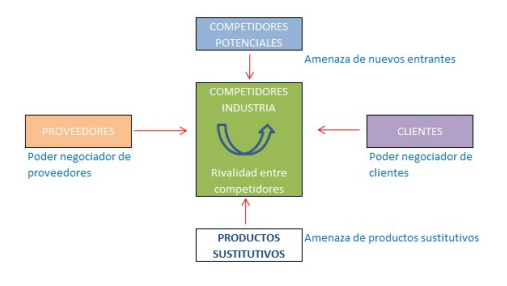 COMPETIDORES
POTENCIALES
Amenaza de nuevos entrantes
COMPETIDORES
INDUSTRIA
PROVEEDORES
CLIENTES
Poder negociador de
proveedores
Rivalidad entre
competidores
Poder negociador de
clientes
PRODUCTOS
SUSTITUTIVOS
Amenaza de productos sustitutivos